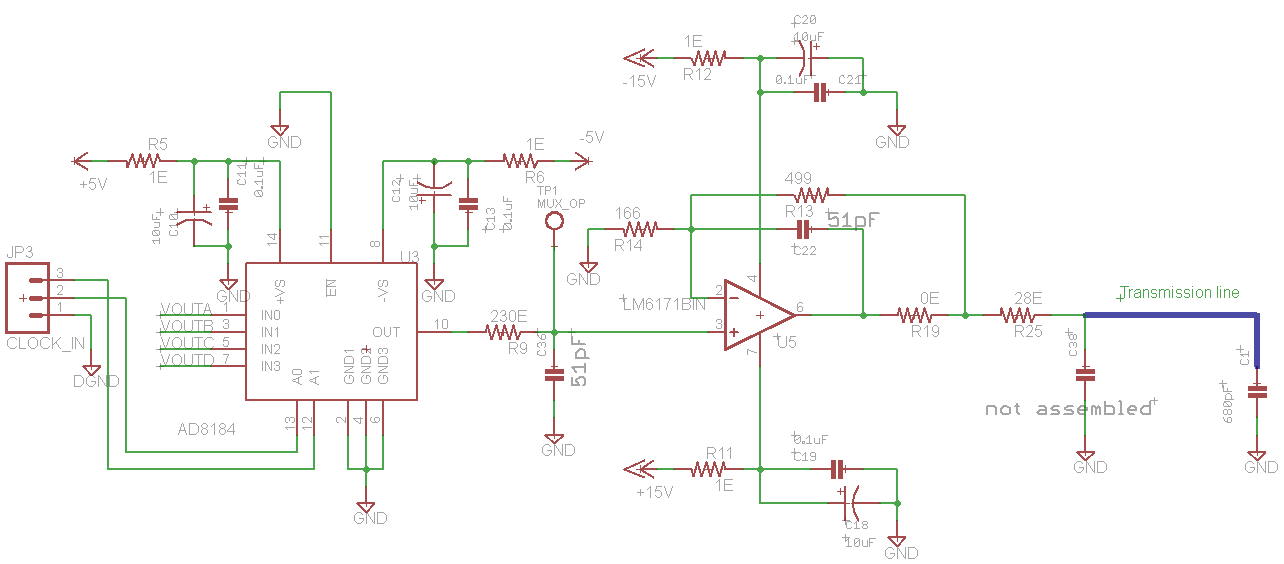 C20
10uF
1E
R12
-15V
0.1uF
C21
GND
GND
R5
1E
+5V
C11
0.1uF
10uF
C10
GND
1E
R6
-5V
C12
10uF
C13
0.1uF
GND
TP1
MUX_OP
499
R13
51pF
C22
166
R14
GND
JP3
3
2
1
CLOCK_IN
DGND
VOUTA
VOUTB
VOUTC
VOUTD
1
3
5
7
14
11
8
U3
+VS
EN
-VS
IN0
IN1
IN2
IN3
OUT
10
A0
A1
GND1
GND2
GND3
13
12
2
4
6
AD8184
GND
230E
R9
C36
51pF
GND
LM6171BIN
2
3
4
6
7
U5
0E
R19
28E
R25
Transmission line
C38
not assembled
GND
C1
680pF
GND
R11
1E
+15V
0.1uF
C19
C18
10uF
GND